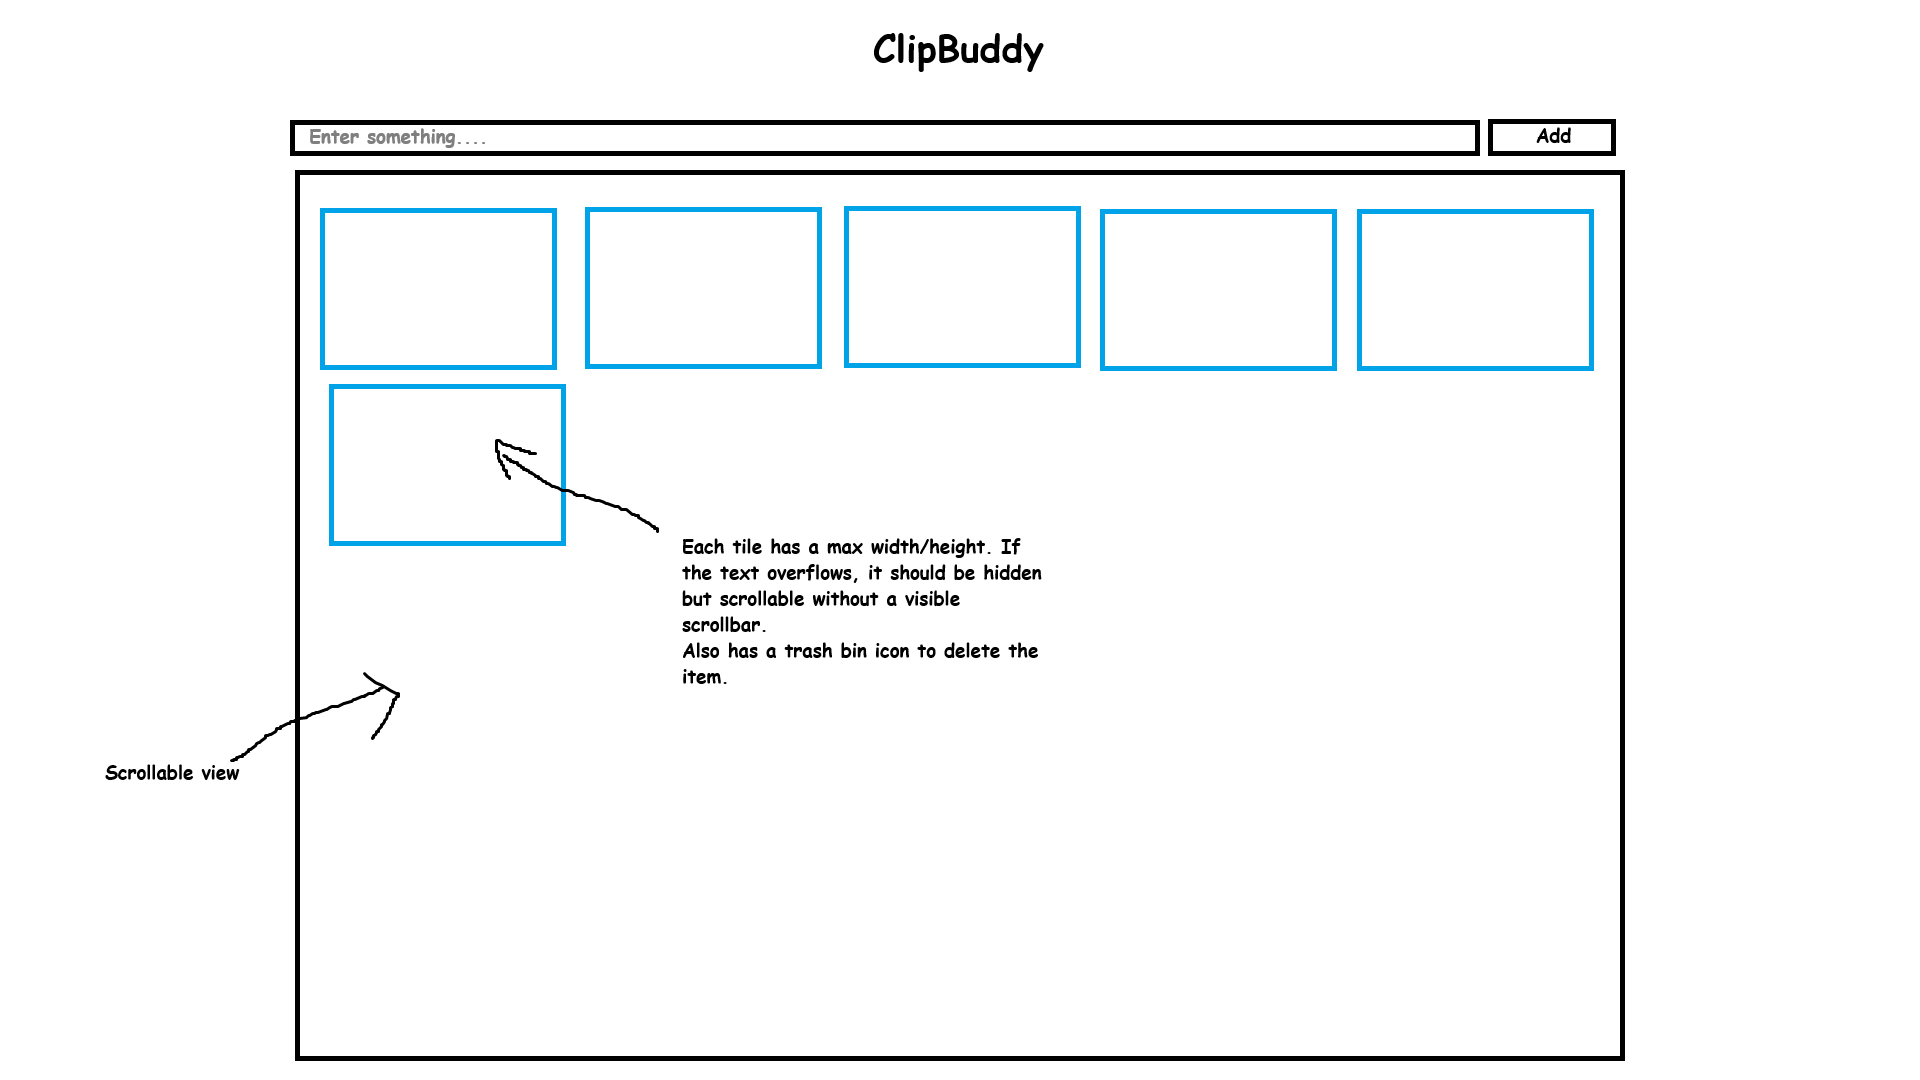 ClipBuddy
Enter something....
Add
Each tile has a max width/height. If
the text overflows, it should be hidden
but scrollable without a visible
scrollbar.
Also has a trash bin icon to delete the
item.
Scrollable view